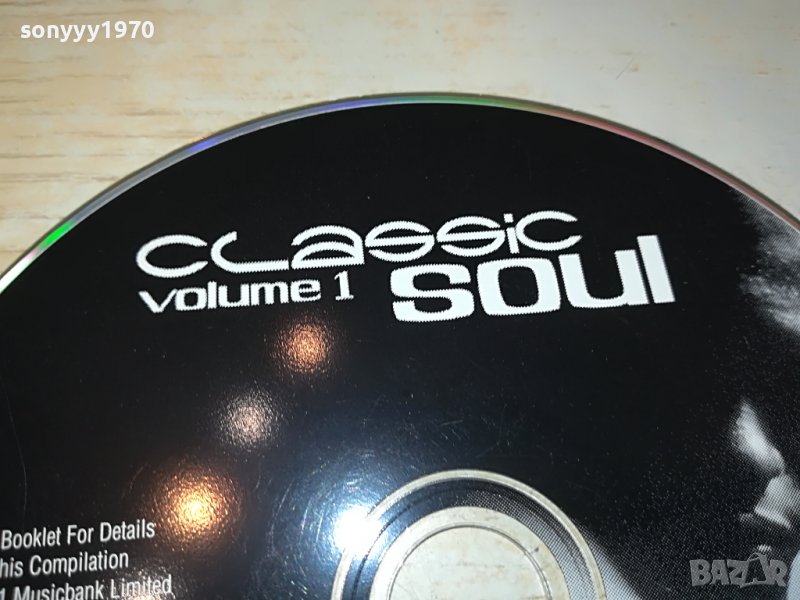 sonyyy1970
CLassic
volume 1 soul
Booklet For Details
his Compilation
1 Musicbank Limited
BAZAR